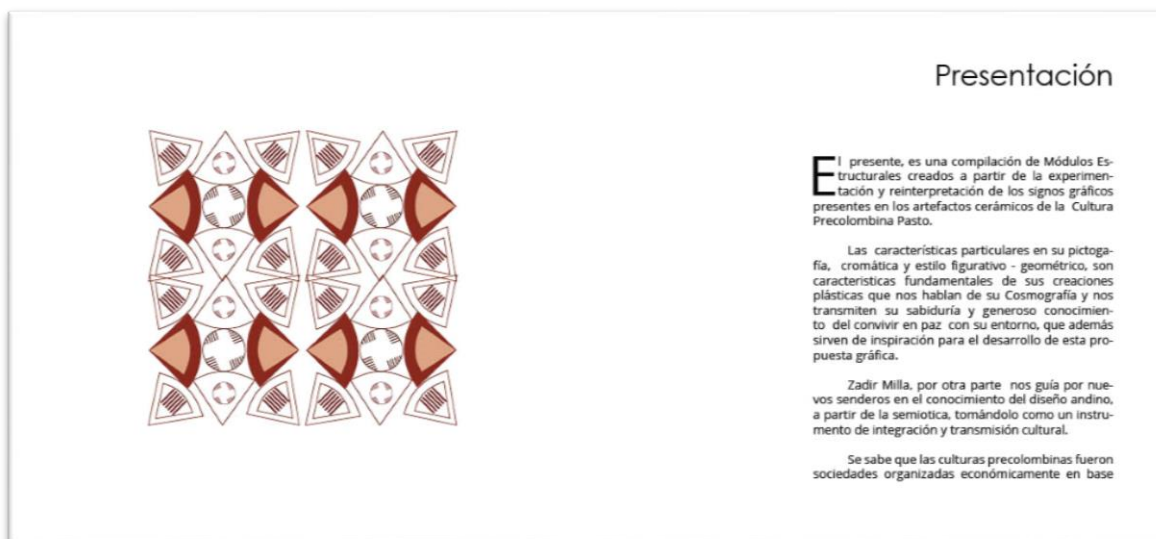 Presentación
El presente, es una compilación de Módulos Es-
tructurales creados a partir de la experimen-
tación y reinterpretación de los signos gráficos
presentes en los artefactos cerámicos de la Cultura
Precolombina Pasto.
Las características particulares en su pictoga-
fía, cromática y estilo figurativo - geométrico, son
caracteristicas fundamentales de sus creaciones
plásticas que nos hablan de su Cosmografía y nos
transmiten su sabiduría y generoso conocimien-
to del convivir en paz con su entorno, que además
sirven de inspiración para el desarrollo de esta pro-
puesta gráfica.
Zadir Milla, por otra parte nos guía por nue-
vos senderos en el conocimiento del diseño andino,
a partir de la semiotica, tomándolo como un instru-
mento de integración y transmisión cultural.
Se sabe que las culturas precolombinas fueron
sociedades organizadas económicamente en base